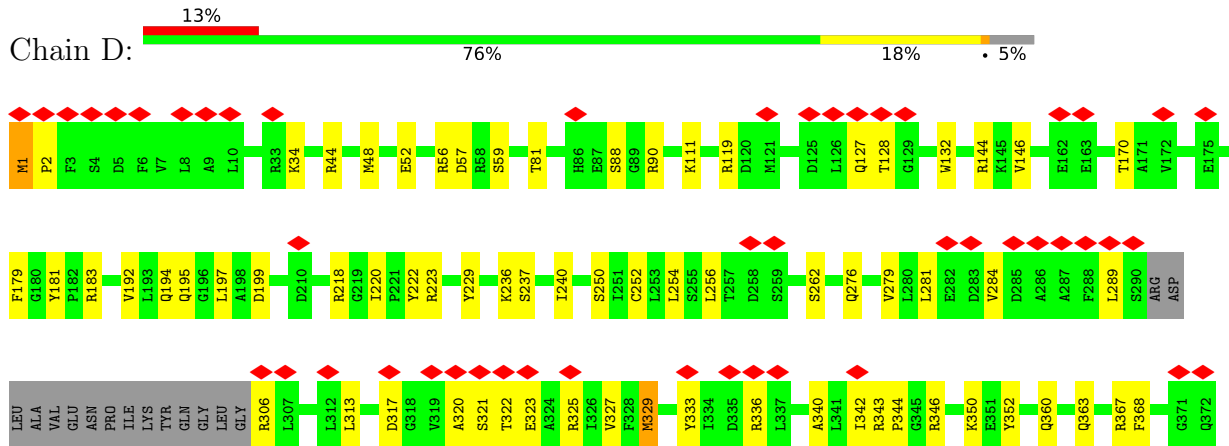 13%
Chain D:
76% 18% • 5%
M1 P2 F3 S4 D5 F6 V7 L8 A9 L10 R33 K34 R44 M48 E52 R56 D57 R58 S59 T81 H86 E87 S88 G89 R90 K111 R119 D120 M121 D125 L126 Q127 T128 G129 W132 R144 K145 V146 E162 E163 T170 A171 V172 E175
F179 G180 Y181 P182 R183 V192 L193 Q194 Q195 G196 L197 A198 D199 D210 R218 G219 I220 P221 Y222 R223 Y229 K236 S237 I240 S250 I251 C252 L253 L254 S255 L256 T257 D258 S259 S262 Q276 V279 L280 L281 E282 D283 V284 D285 A286 A287 F288 L289 S290 ARG ASP
LEU ALA VAL GLU ASN PRO ILE LYS TYR GLN GLY LEU GLY R306 L307 L312 L313 D317 G318 V319 A320 S321 T322 E323 A324 R325 I326 V327 F328 M329 Y333 I334 D335 R336 L337 A340 L341 I342 R343 P344 G345 R346 K350 E351 Y352 Q360 Q363 R367 F368 G371 Q372